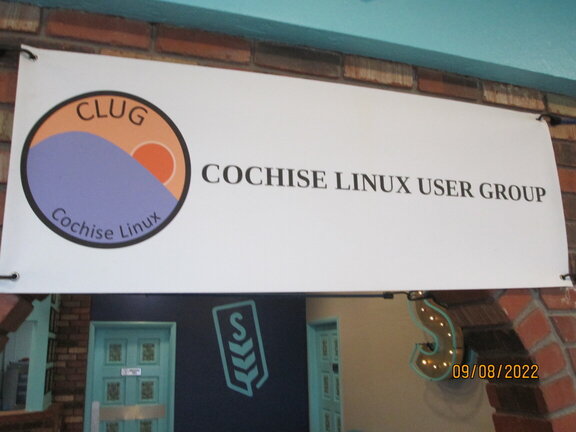 CLUG
COCHISE LINUX USER GROUP
Cochise Linux
S
S
09/08/2022